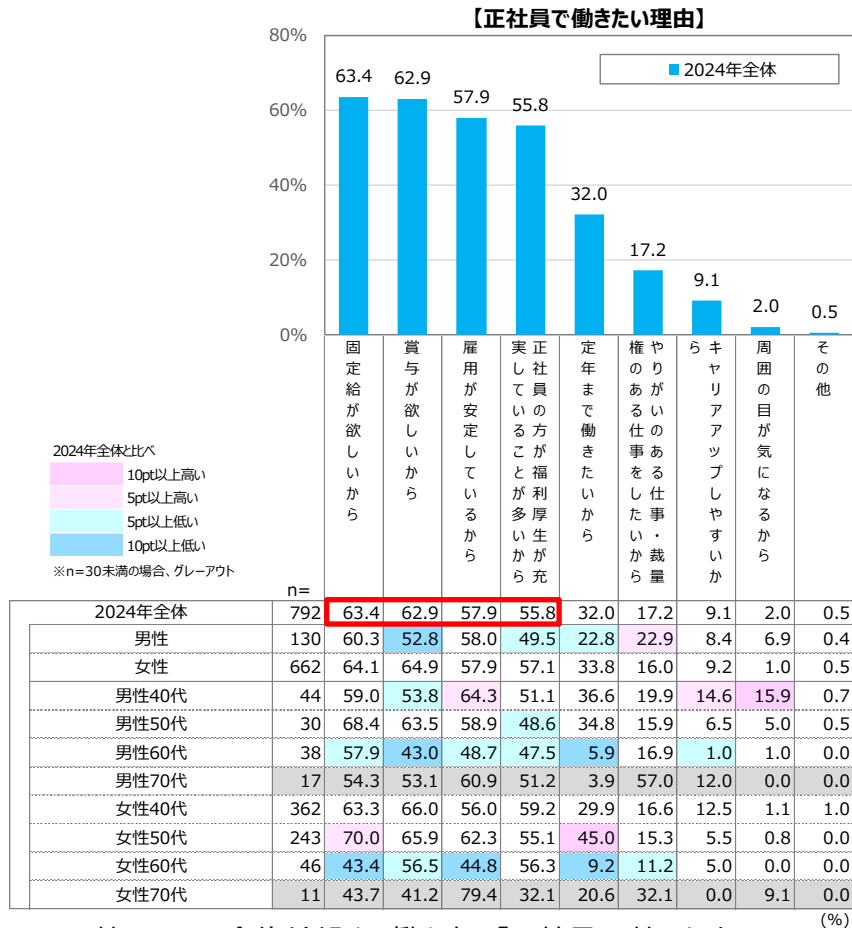 【正社員で働きたい理由】
80%
60%
40%
20%
0%
2024年全体
63.4
62.9
57.9
55.8
32.0
17.2
9.1
2.0
0.5
固定給が欲しいから
賞与が欲しいから
雇用が安定しているから
正社員の方が福利厚生が充
実していることが多いから
定年まで働きたいから
やりがいのある仕事・裁量
権のある仕事をしたいから
キャリアアップしやすいか
ら
周囲の目が気になるから
その他
2024年全体と比べ
10pt以上高い
5pt以上高い
5pt以上低い
10pt以上低い
※n=30未満の場合、グレーアウト
n=
2024年全体 792 63.4 62.9 57.9 55.8 32.0 17.2 9.1 2.0 0.5
男性 130 60.3 52.8 58.0 49.5 22.8 22.9 8.4 6.9 0.4
女性 662 64.1 64.9 57.9 57.1 33.8 16.0 9.2 1.0 0.5
男性40代 44 59.0 53.8 64.3 51.1 36.6 19.9 14.6 15.9 0.7
男性50代 30 68.4 63.5 58.9 48.6 34.8 15.9 6.5 5.0 0.5
男性60代 38 57.9 43.0 48.7 47.5 5.9 16.9 1.0 1.0 0.0
男性70代 17 54.3 53.1 60.9 51.2 3.9 57.0 12.0 0.0 0.0
女性40代 362 63.3 66.0 56.0 59.2 29.9 16.6 12.5 1.1 1.0
女性50代 243 70.0 65.9 62.3 55.1 45.0 15.3 5.5 0.8 0.0
女性60代 46 43.4 56.5 44.8 56.3 9.2 11.2 5.0 0.0 0.0
女性70代 11 43.7 41.2 79.4 32.1 20.6 32.1 0.0 9.1 0.0
(%)